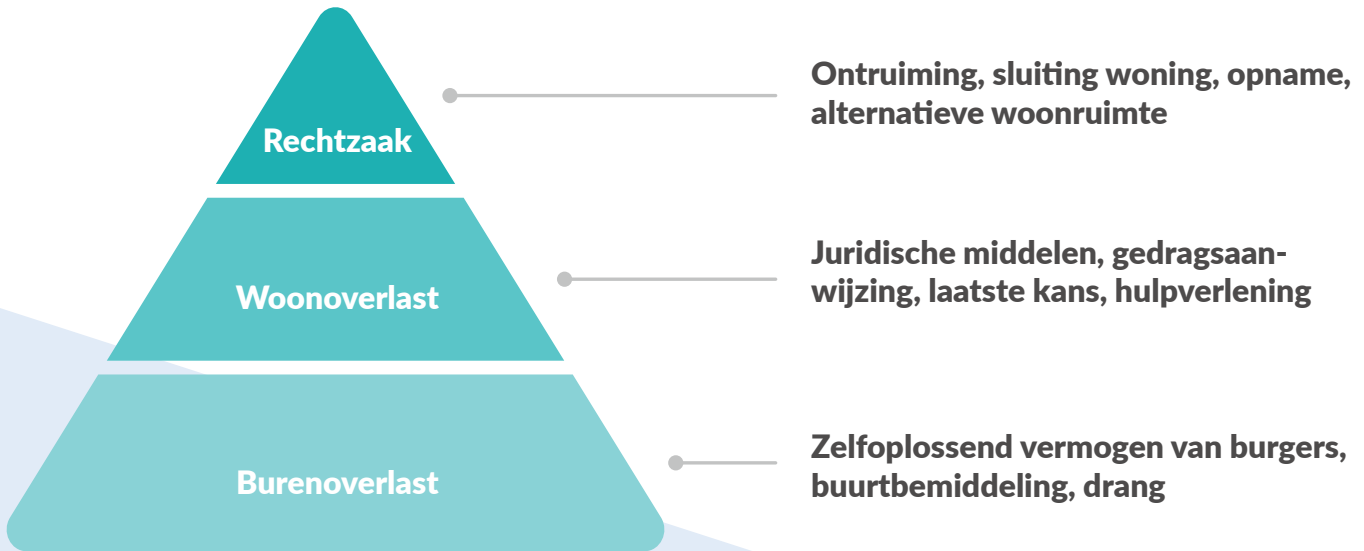 Rechtzaak
Ontruiming, sluiting woning, opname,
alternatieve woonruimte
Woonoverlast
Juridische middelen, gedragsaan-
wijzing, laatste kans, hulpverlening
Burenoverlast
Zelfoplossend vermogen van burgers,
buurtbemiddeling, drang